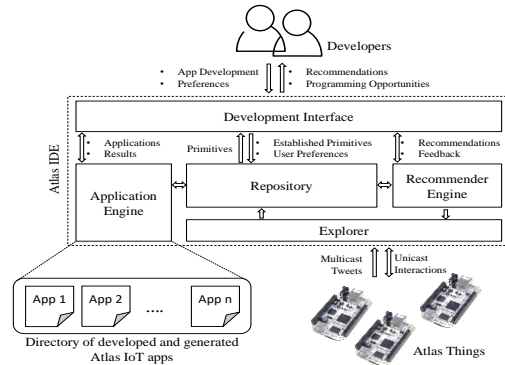 Developers
• App Development
• Preferences
• Recommendations
• Programming Opportunities
Atlas IDE
Development Interface
• Applications
• Results
Primitives
• Established Primitives
• User Preferences
• Recommendations
• Feedback
Application
Engine
Repository
Recommender
Engine
Explorer
Multicast
Tweets
Unicast
Interactions
App 1
App 2
....
App n
Directory of developed and generated
Atlas IoT apps
Atlas Things